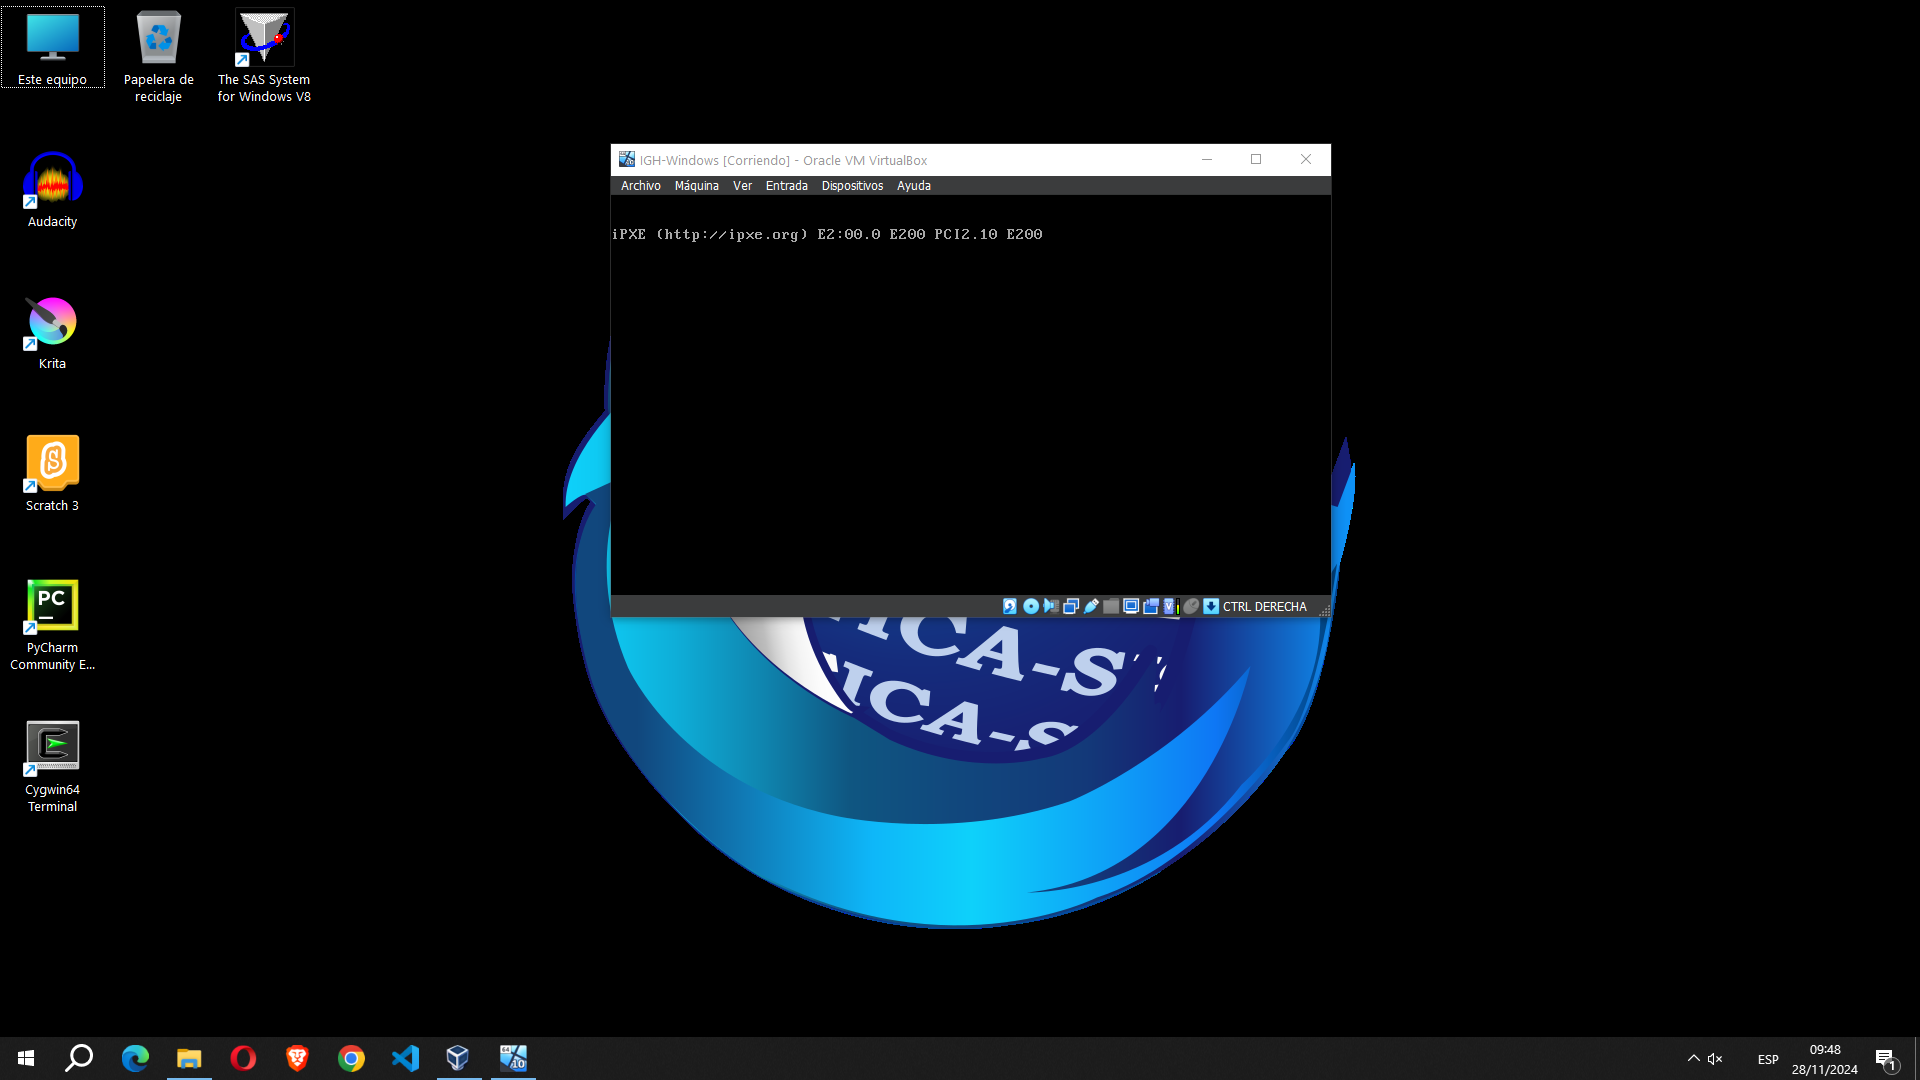 Este equipo
Papelera de
reciclaje
The SAS System
for Windows V8
Audacity
Krita
Scratch 3
PyCharm
Community E...
Cygwin64
Terminal
IGH-Windows [Corriendo] - Oracle VM VirtualBox
Archivo Máquina Ver Entrada Dispositivos Ayuda
iPXE (http://ipxe.org) E2:00.0 E200 PCI2.10 E200
CTRL DERECHA
ICA-S
ICA-S
ESP
09:48
28/11/2024
1